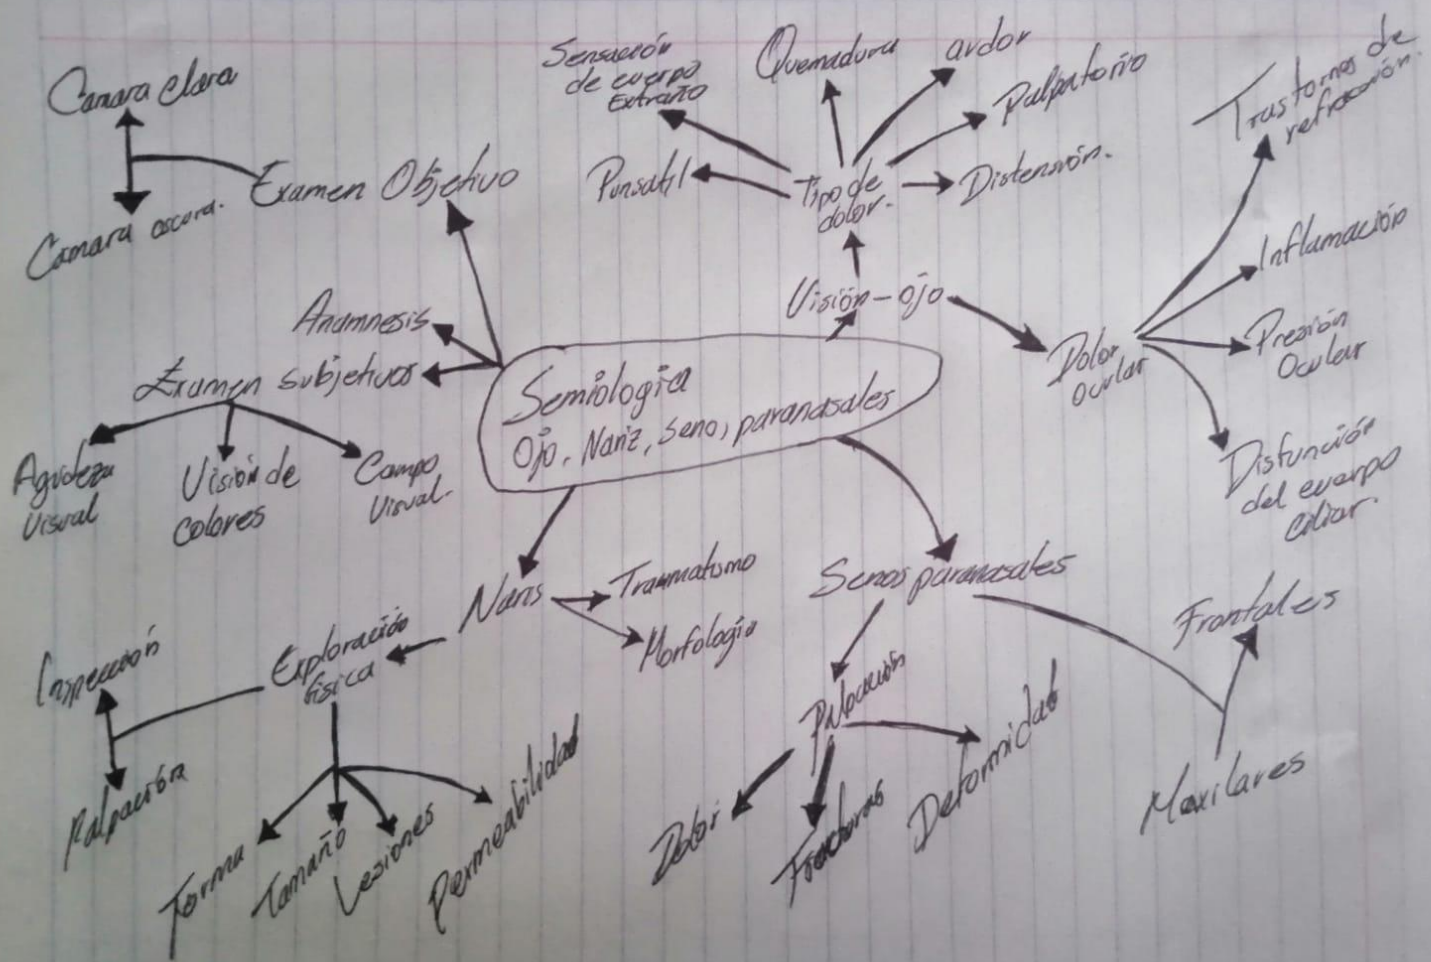 Camara clara
Examen Objetivo
Camara oscura.
Anamnesis
Examen subjetivos
Agudeza
visual
Visión de
colores
Campo
Visual.
Sensación
de cuerpo
Extraño
Quemadura
ardor
Palpatorio
Punsatil
Tipo de
dolor.
Distensión.
Visión - ojo
Dolor
ocular
Trastornos de
refracción.
Inflamación
Presión
Ocular
Disfunción
del cuerpo
ciliar.
Semiologia
Ojo, Nariz, Seno, paranasales
Naris
Traumatismo
Morfologia
Exploración
física
Inspección
Palpación
Forma
Tamaño
Lesiones
Permeabilidad
Senos paranasales
Palpación
Dolor
Fracturas
Deformidad
Frontales
Maxilares